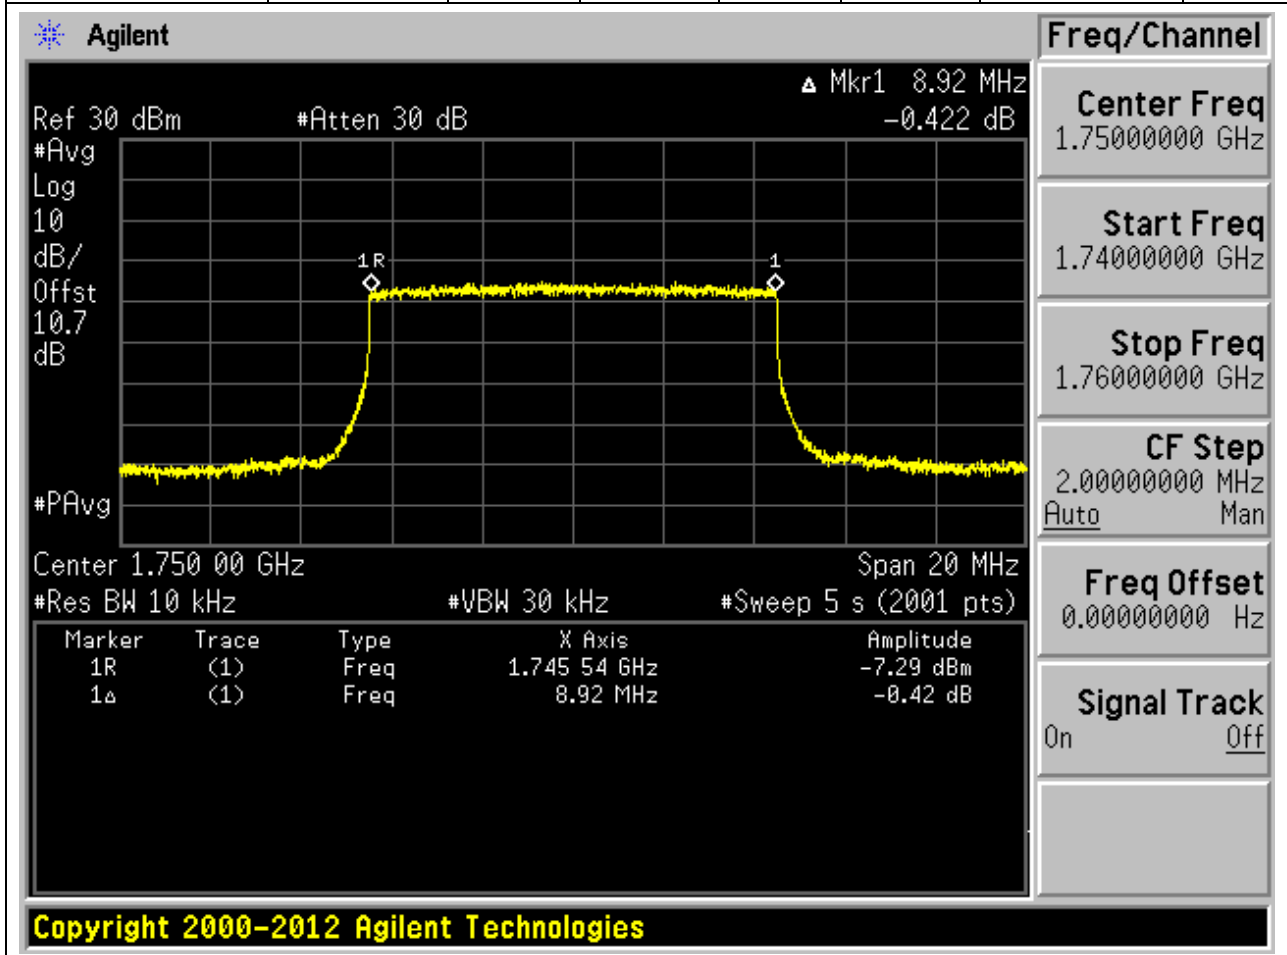 Agilent
Freq/Channel
▵ Mkr1 8.92 MHz
Ref 30 dBm #Atten 30 dB -0.422 dB
#Avg
Log
10
dB/
Offst
10.7
dB
1R
1
#PAvg
Center 1.750 00 GHz Span 20 MHz
#Res BW 10 kHz #VBW 30 kHz #Sweep 5 s (2001 pts)
Marker Trace Type X Axis Amplitude
1R (1) Freq 1.745 54 GHz -7.29 dBm
1▵ (1) Freq 8.92 MHz -0.42 dB
Center Freq
1.75000000 GHz
Start Freq
1.74000000 GHz
Stop Freq
1.76000000 GHz
CF Step
2.00000000 MHz
Auto Man
Freq Offset
0.00000000 Hz
Signal Track
On Off
Copyright 2000-2012 Agilent Technologies